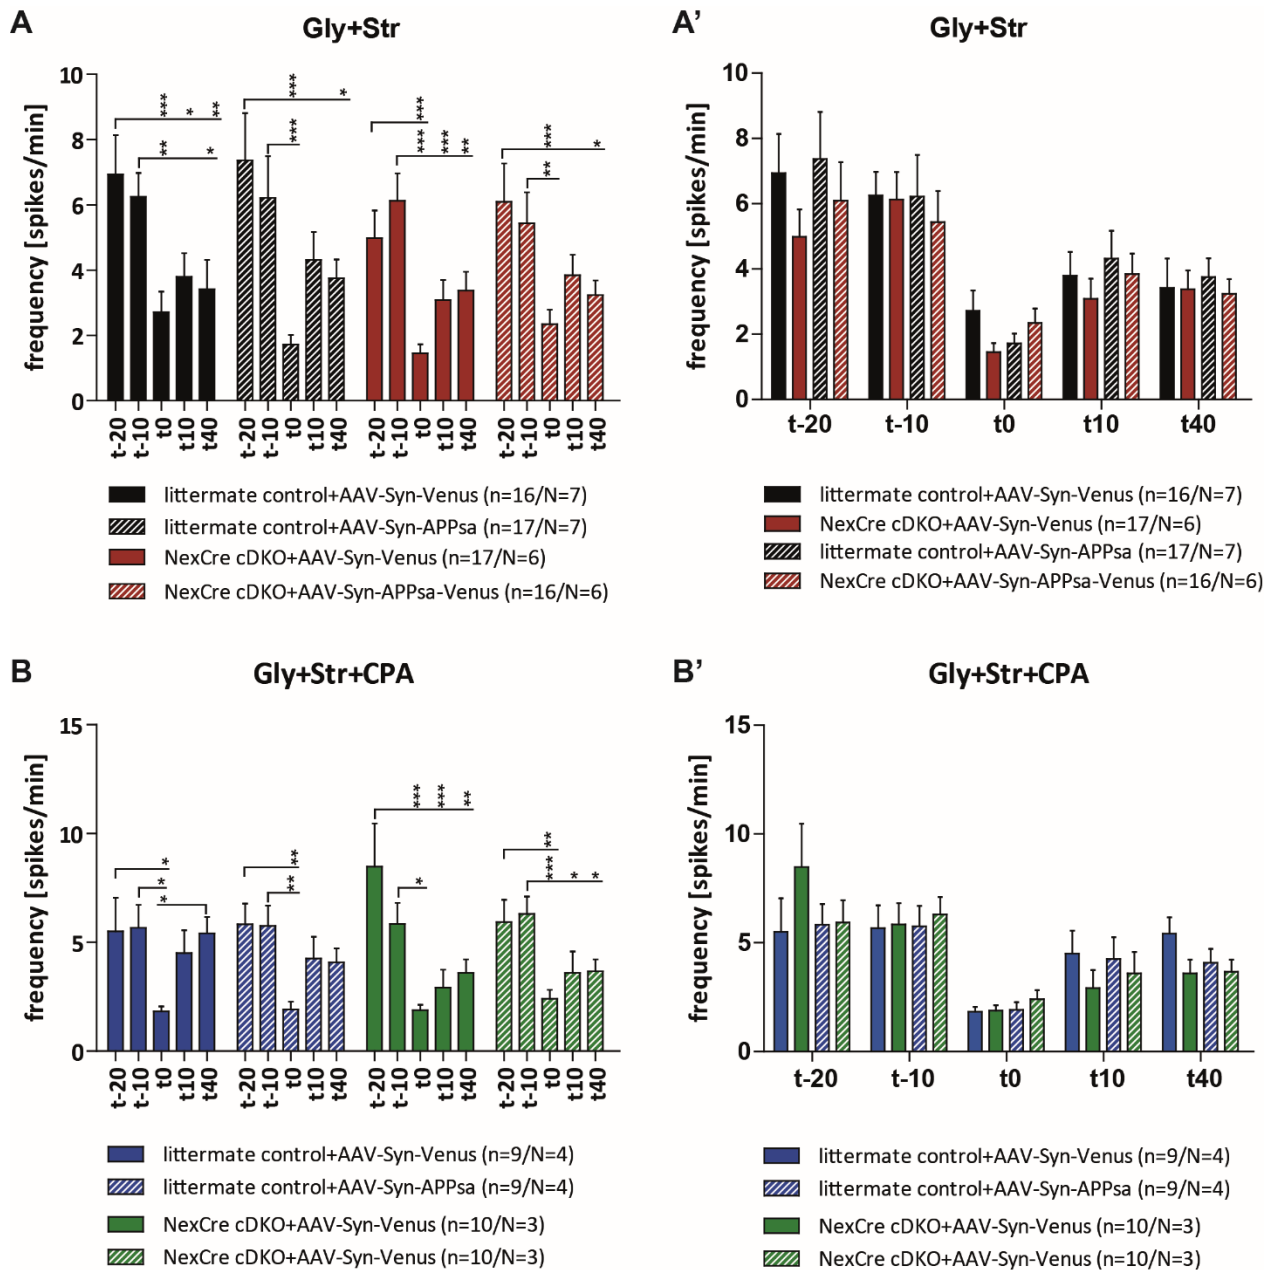 A
Gly+Str
frequency [spikes/min]
10
8
6
4
2
0
*** * **
** *
*** *
***
***
*** *** **
*** *
**
t-20 t-10 t0 t10 t40 t-20 t-10 t0 t10 t40 t-20 t-10 t0 t10 t40 t-20 t-10 t0 t10 t40
littermate control+AAV-Syn-Venus (n=16/N=7)
littermate control+AAV-Syn-APPsa (n=17/N=7)
NexCre cDKO+AAV-Syn-Venus (n=17/N=6)
NexCre cDKO+AAV-Syn-APPsa-Venus (n=16/N=6)
A’
Gly+Str
frequency [spikes/min]
10
8
6
4
2
0
t-20 t-10 t0 t10 t40
littermate control+AAV-Syn-Venus (n=16/N=7)
NexCre cDKO+AAV-Syn-Venus (n=17/N=6)
littermate control+AAV-Syn-APPsa (n=17/N=7)
NexCre cDKO+AAV-Syn-APPsa-Venus (n=16/N=6)
B
Gly+Str+CPA
frequency [spikes/min]
15
10
5
0
*
*
*
**
**
*** *** **
*
**
*** * *
t-20 t-10 t0 t10 t40 t-20 t-10 t0 t10 t40 t-20 t-10 t0 t10 t40 t-20 t-10 t0 t10 t40
littermate control+AAV-Syn-Venus (n=9/N=4)
littermate control+AAV-Syn-APPsa (n=9/N=4)
NexCre cDKO+AAV-Syn-Venus (n=10/N=3)
NexCre cDKO+AAV-Syn-Venus (n=10/N=3)
B’
Gly+Str+CPA
frequency [spikes/min]
15
10
5
0
t-20 t-10 t0 t10 t40
littermate control+AAV-Syn-Venus (n=9/N=4)
littermate control+AAV-Syn-APPsa (n=9/N=4)
NexCre cDKO+AAV-Syn-Venus (n=10/N=3)
NexCre cDKO+AAV-Syn-Venus (n=10/N=3)